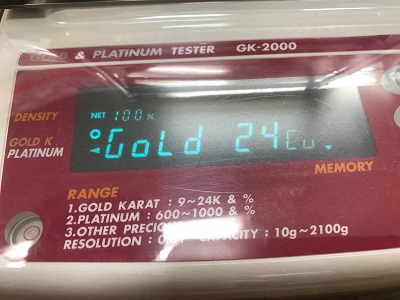 GOLD & PLATINUM TESTER GK-2000
DENSITY
NET 100%
GOLD K
PLATINUM
Gold 24
MEMORY
RANGE
1.GOLD KARAT : 9~24K & %
2.PLATINUM : 600~1000 & %
3.OTHER
RESOLUTION : CAPACITY : 10g~2100g